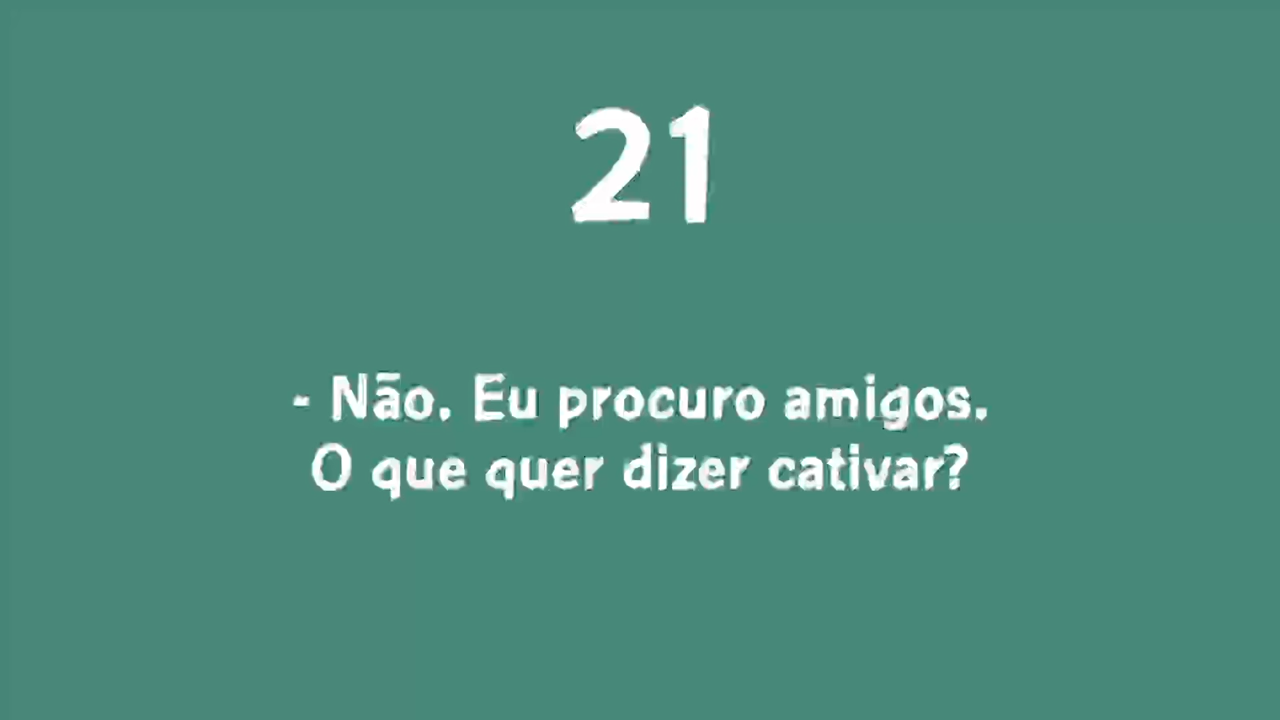 21
- Não. Eu procuro amigos.
O que quer dizer cativar?